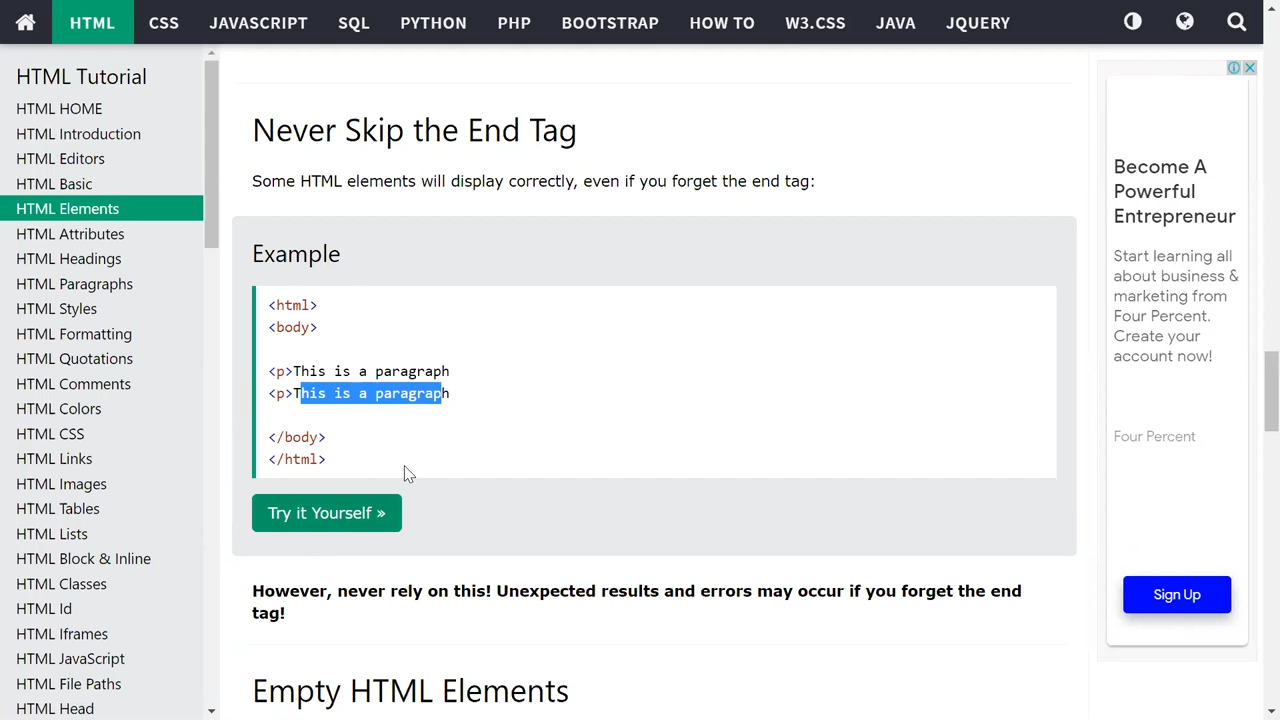 HTML CSS JAVASCRIPT SQL PYTHON PHP BOOTSTRAP HOW TO W3.CSS JAVA JQUERY
HTML Tutorial
HTML HOME
HTML Introduction
HTML Editors
HTML Basic
HTML Elements
HTML Attributes
HTML Headings
HTML Paragraphs
HTML Styles
HTML Formatting
HTML Quotations
HTML Comments
HTML Colors
HTML CSS
HTML Links
HTML Images
HTML Tables
HTML Lists
HTML Block & Inline
HTML Classes
HTML Id
HTML Iframes
HTML JavaScript
HTML File Paths
HTML Head
Never Skip the End Tag
Some HTML elements will display correctly, even if you forget the end tag:
Example
<html>
<body>
<p>This is a paragraph
<p>This is a paragraph
</body>
</html>
Try it Yourself »
However, never rely on this! Unexpected results and errors may occur if you forget the end
tag!
Empty HTML Elements
Become A
Powerful
Entrepreneur
Start learning all
about business &
marketing from
Four Percent.
Create your
account now!
Four Percent
Sign Up